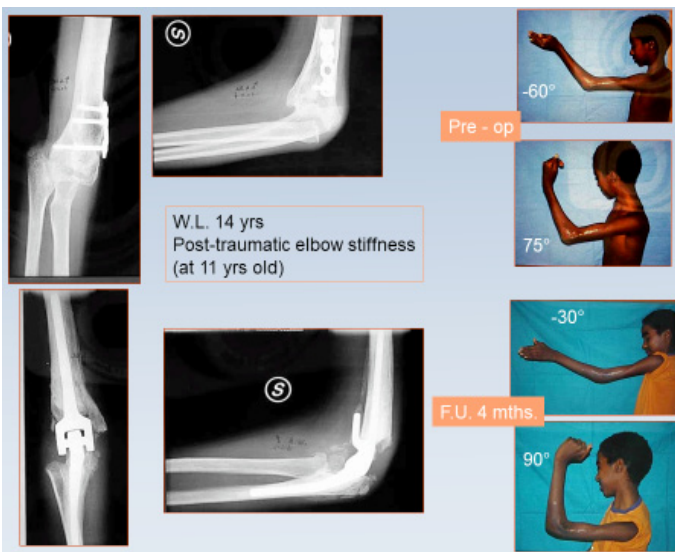 S
-60°
Pre - op
75°
W.L. 14 yrs
Post-traumatic elbow stiffness
(at 11 yrs old)
-30°
S
F.U. 4 mths.
90°